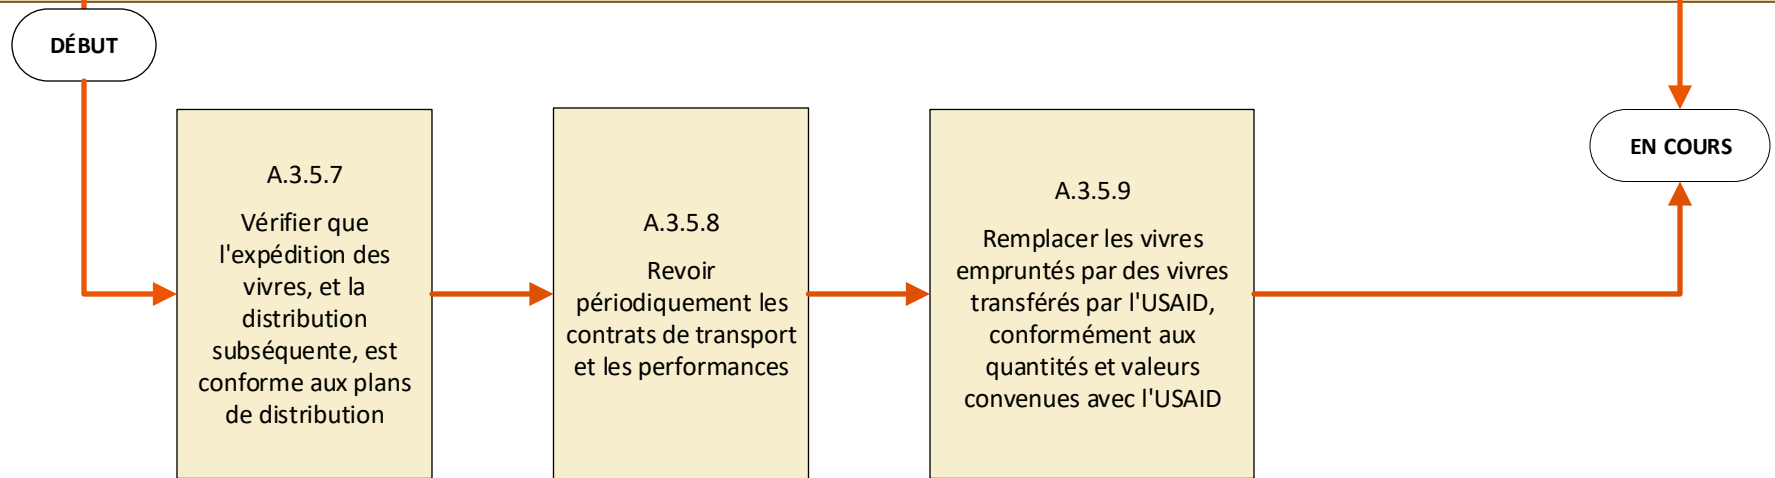 DÉBUT
A.3.5.7
Vérifier que
l'expédition des
vivres, et la
distribution
subséquente, est
conforme aux plans
de distribution
A.3.5.8
Revoir
périodiquement les
contrats de transport
et les performances
A.3.5.9
Remplacer les vivres
empruntés par des vivres
transférés par l'USAID,
conformément aux
quantités et valeurs
convenues avec l'USAID
EN COURS